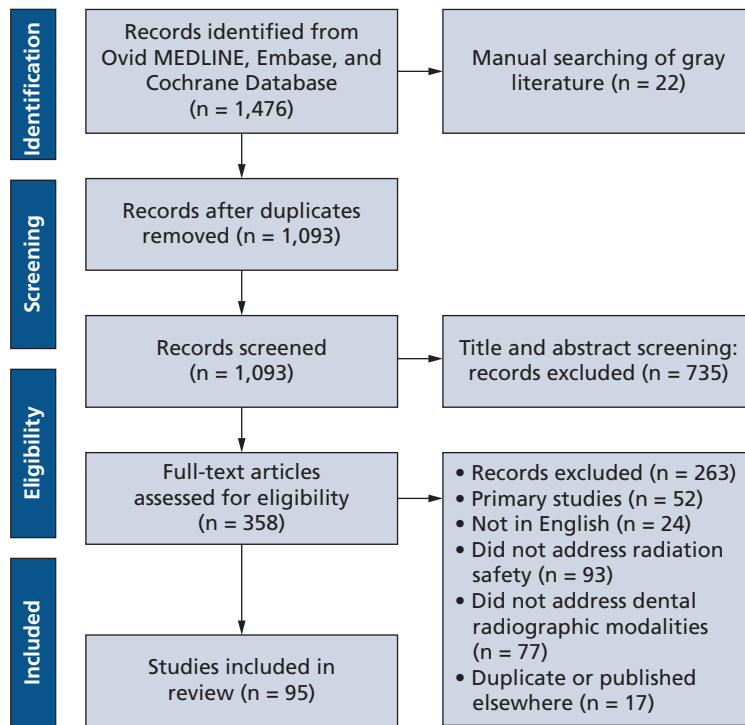 Identification
Records identified from
Ovid MEDLINE, Embase, and
Cochrane Database
(n = 1,476)
Manual searching of gray
literature (n = 22)
Screening
Records after duplicates
removed (n = 1,093)
Records screened
(n = 1,093)
Title and abstract screening:
records excluded = 735)
Eligibility
Full-text articles
assessed for eligibility
(n = 358)
• Records excluded (n = 263)
• Primary studies (n = 52)
• Not in English (n = 24)
• Did not address radiation
safety (n = 93)
• Did not address dental
radiographic modalities
(n = 77)
• Duplicate or published
elsewhere (n = 17)
Included
Studies included in
review (n = 95)